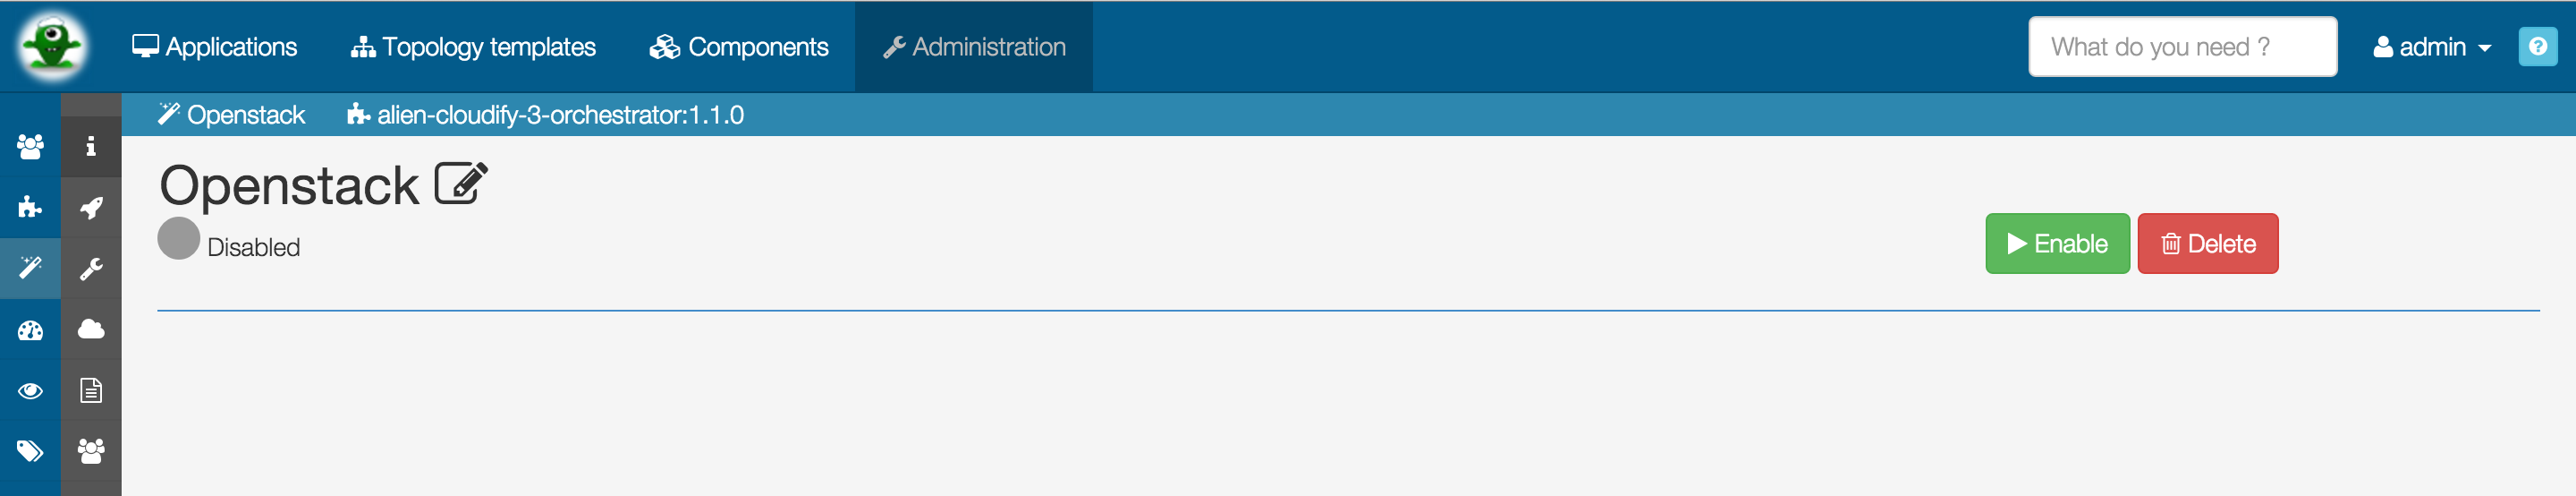 Applications Topology templates Components Administration What do you need ? admin
Openstack alien-cloudify-3-orchestrator:1.1.0
Openstack
Disabled
Enable Delete